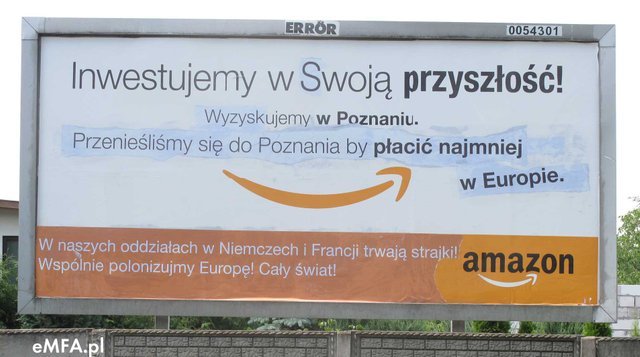 ERRÖR
0054301
Inwestujemy w Swoją przyszłość!
Wyzyskujemy w Poznaniu.
Przenieśliśmy się do Poznania by płacić najmniej
w Europie.
W naszych oddziałach w Niemczech i Francji trwają strajki!
Wspólnie polonizujmy Europę! Cały świat!
amazon
eMFA.pl